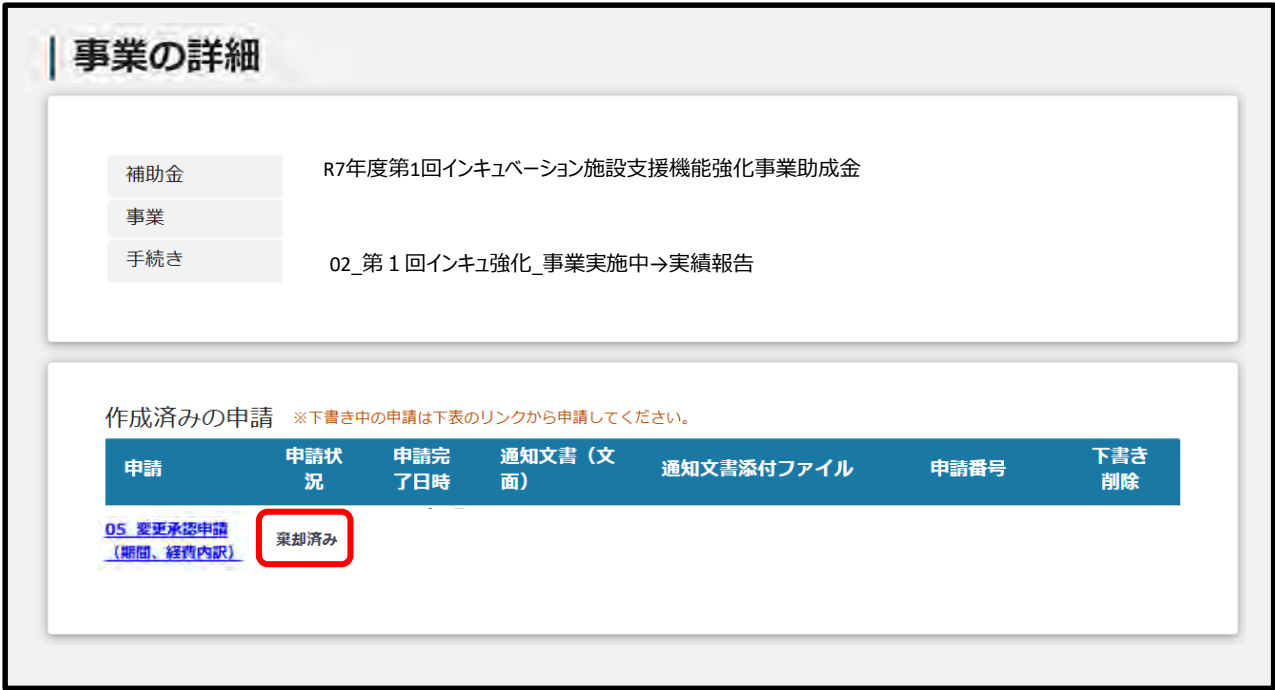 事業の詳細
補助金
R7年度第1回インキュベーション施設支援機能強化事業助成金
事業
手続き
02_第１回インキュ強化_事業実施中→実績報告
作成済みの申請 ※下書き中の申請は下表のリンクから申請してください。
申請
申請状
況
申請完
了日時
通知文書（文
面）
通知文書添付ファイル
申請番号
下書き
削除
05_変更承認申請
（期間、経費内訳）
棄却済み